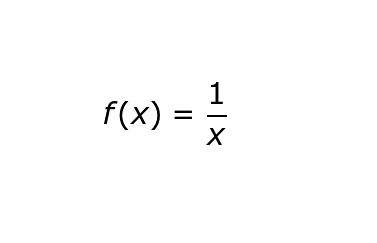 f(x) = 1/x